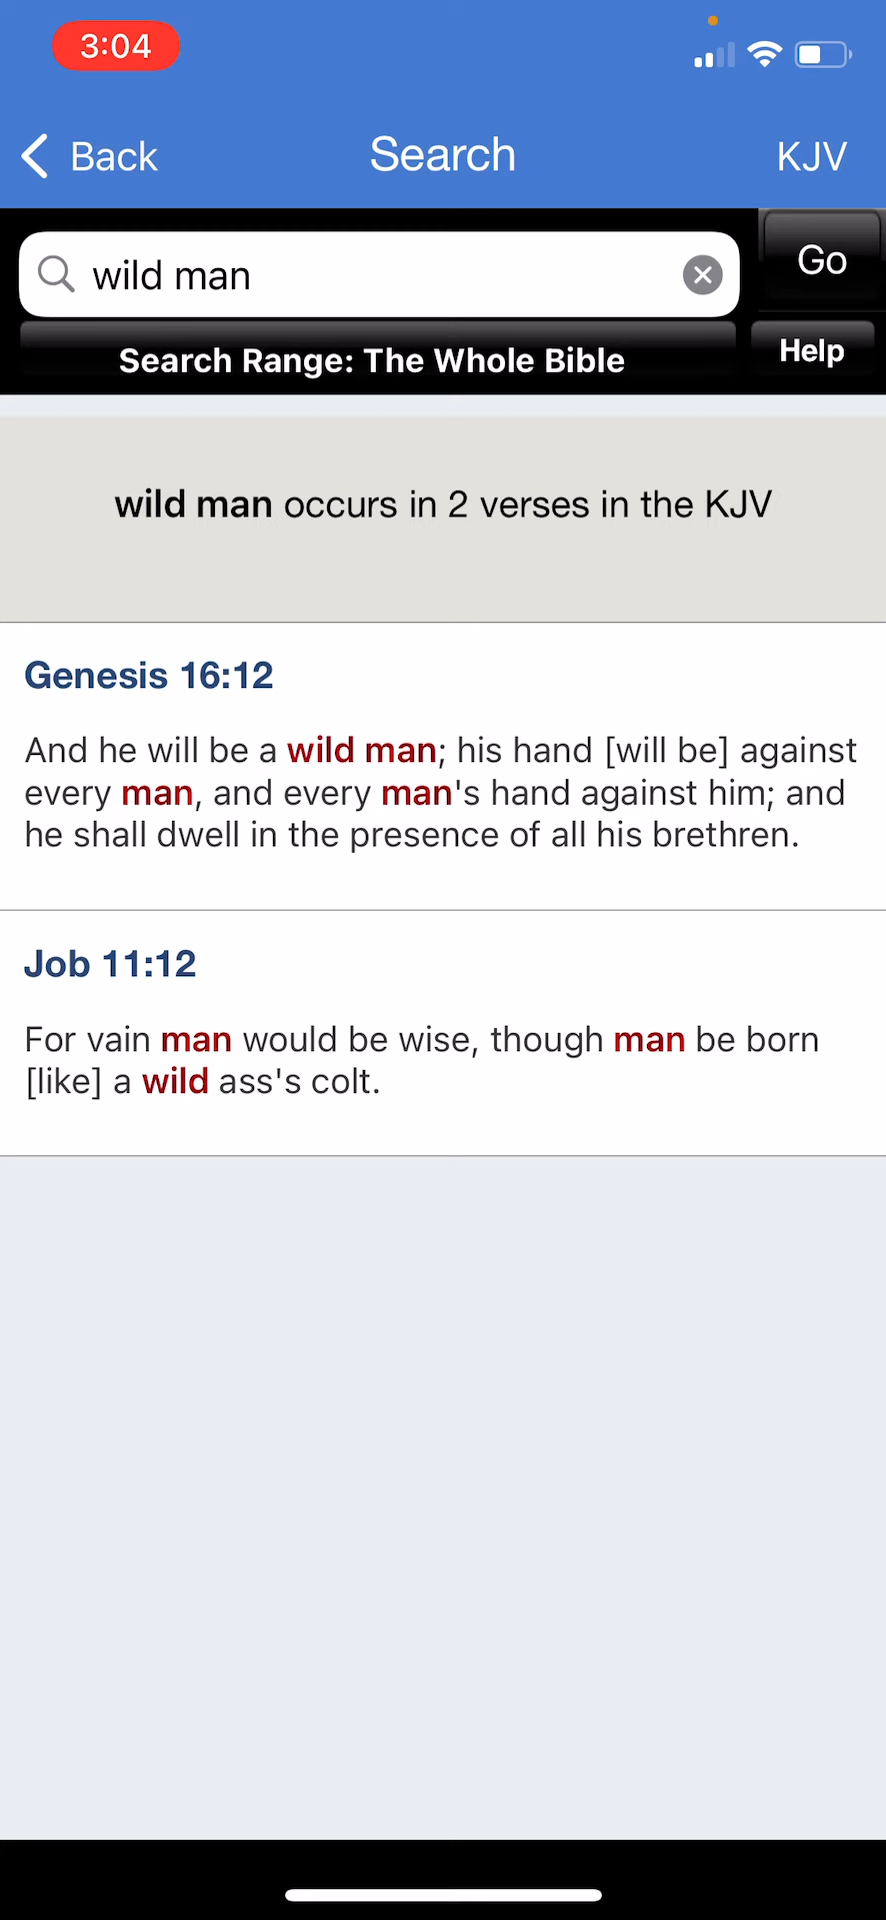 3:04
Back
Search
KJV
wild man
Go
Search Range: The Whole Bible
Help
wild man occurs in 2 verses in the KJV
Genesis 16:12
And he will be a wild man; his hand [will be] against
every man, and every man's hand against him; and
he shall dwell in the presence of all his brethren.
Job 11:12
For vain man would be wise, though man be born
[like] a wild ass's colt.